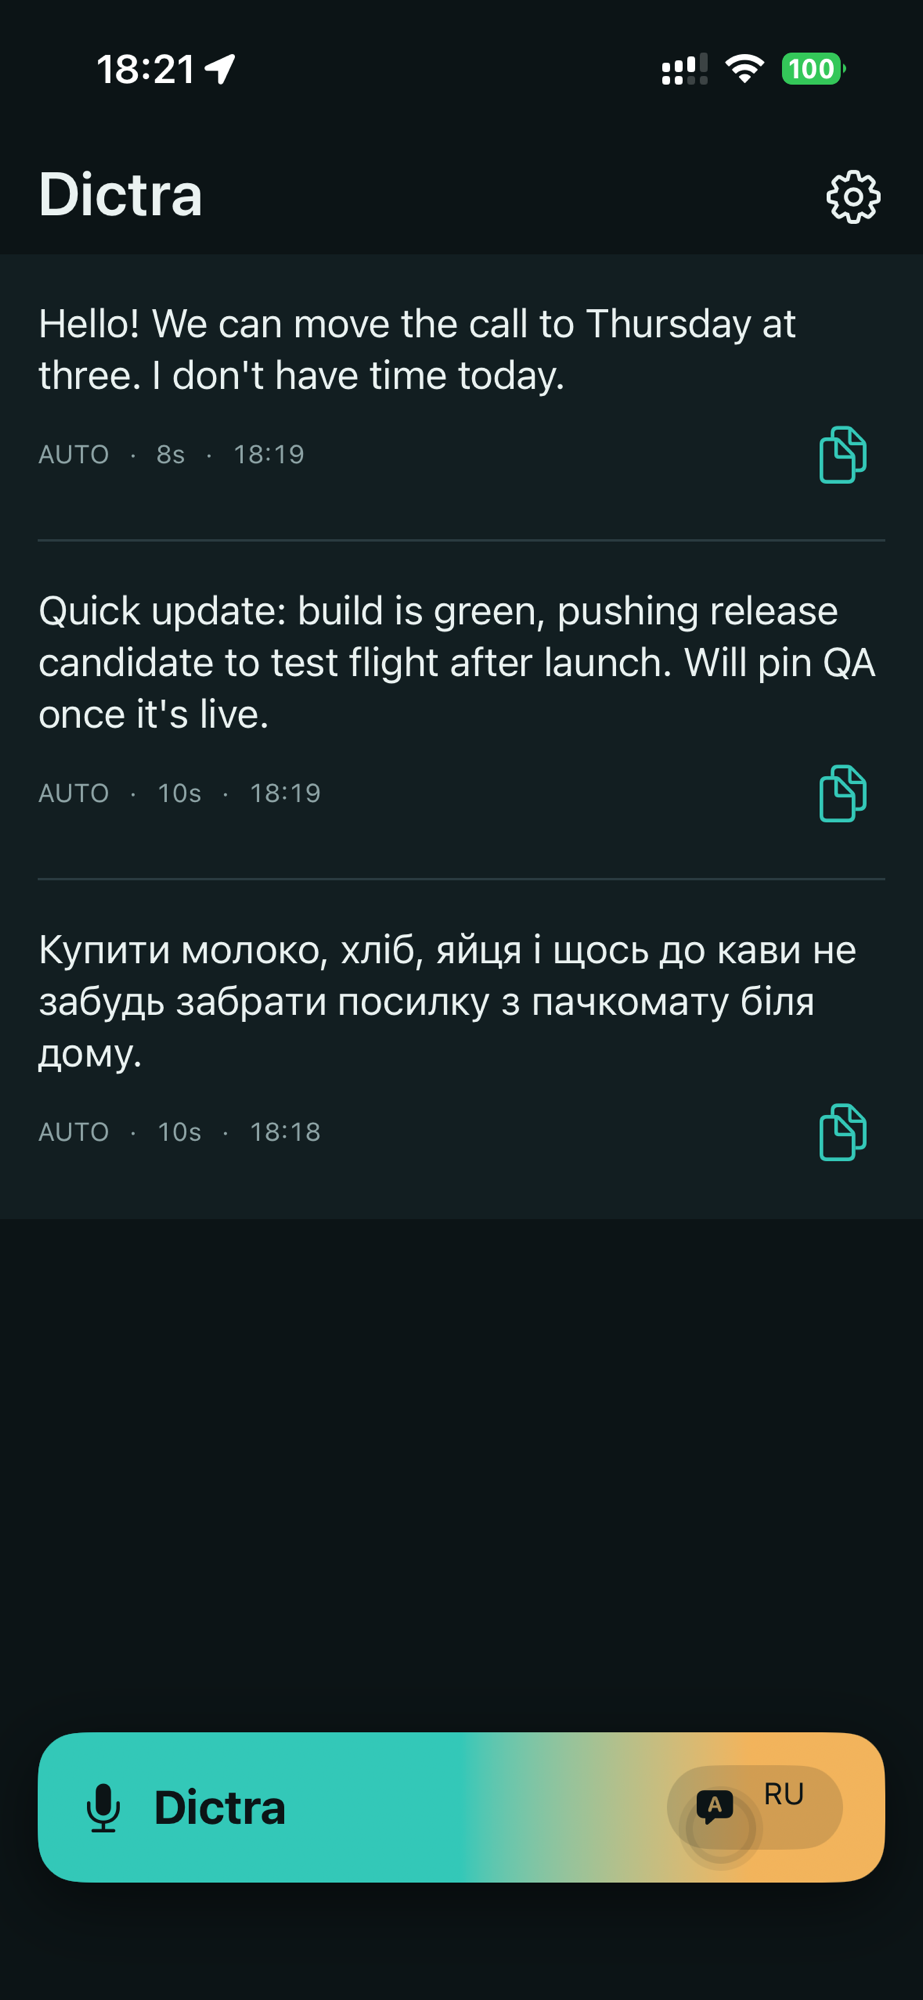 18:21
100
Dictra
Hello! We can move the call to Thursday at
three. I don't have time today.
AUTO · 8s · 18:19
Quick update: build is green, pushing release
candidate to test flight after launch. Will pin QA
once it's live.
AUTO · 10s · 18:19
Купити молоко, хліб, яйця і щось до кави не
забудь забрати посилку з пачкомату біля
дому.
AUTO · 10s · 18:18
Dictra
A RU